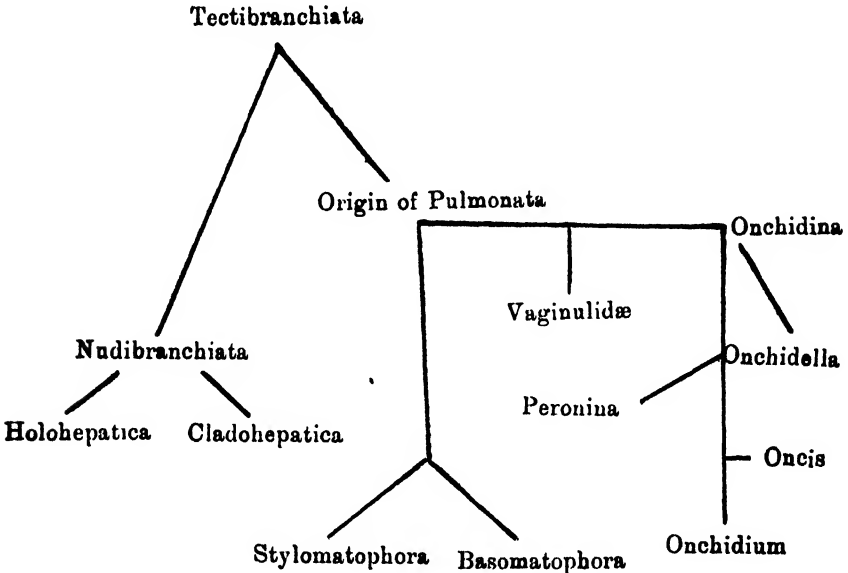 Tectibranchiata
Origin of Pulmonata
Onchidina
Vaginulidæ
Nudibranchiata
Onchidella
Peronina
Holohepatica
Cladohepatica
Oncis
Stylomatophora
Basomatophora
Onchidium